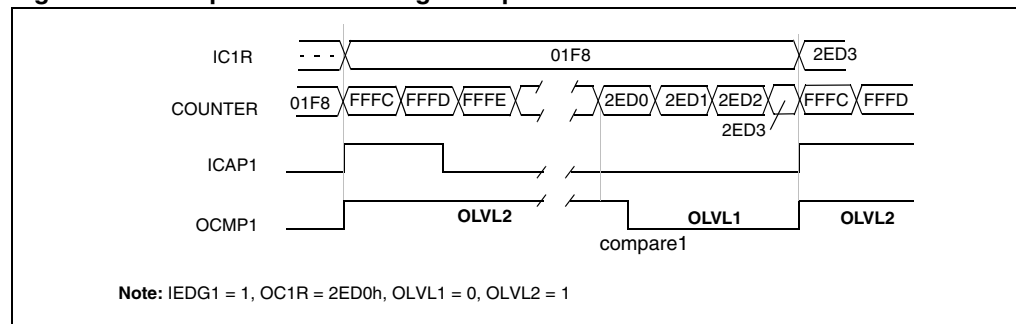 IC1R - - - 01F8 2ED3
COUNTER 01F8 FFFC FFFD FFFE 2ED0 2ED1 2ED2 FFFC FFFD
2ED3
ICAP1
OCMP1 OLVL2 OLVL1 OLVL2
compare1
Note: IEDG1 = 1, OC1R = 2ED0h, OLVL1 = 0, OLVL2 = 1